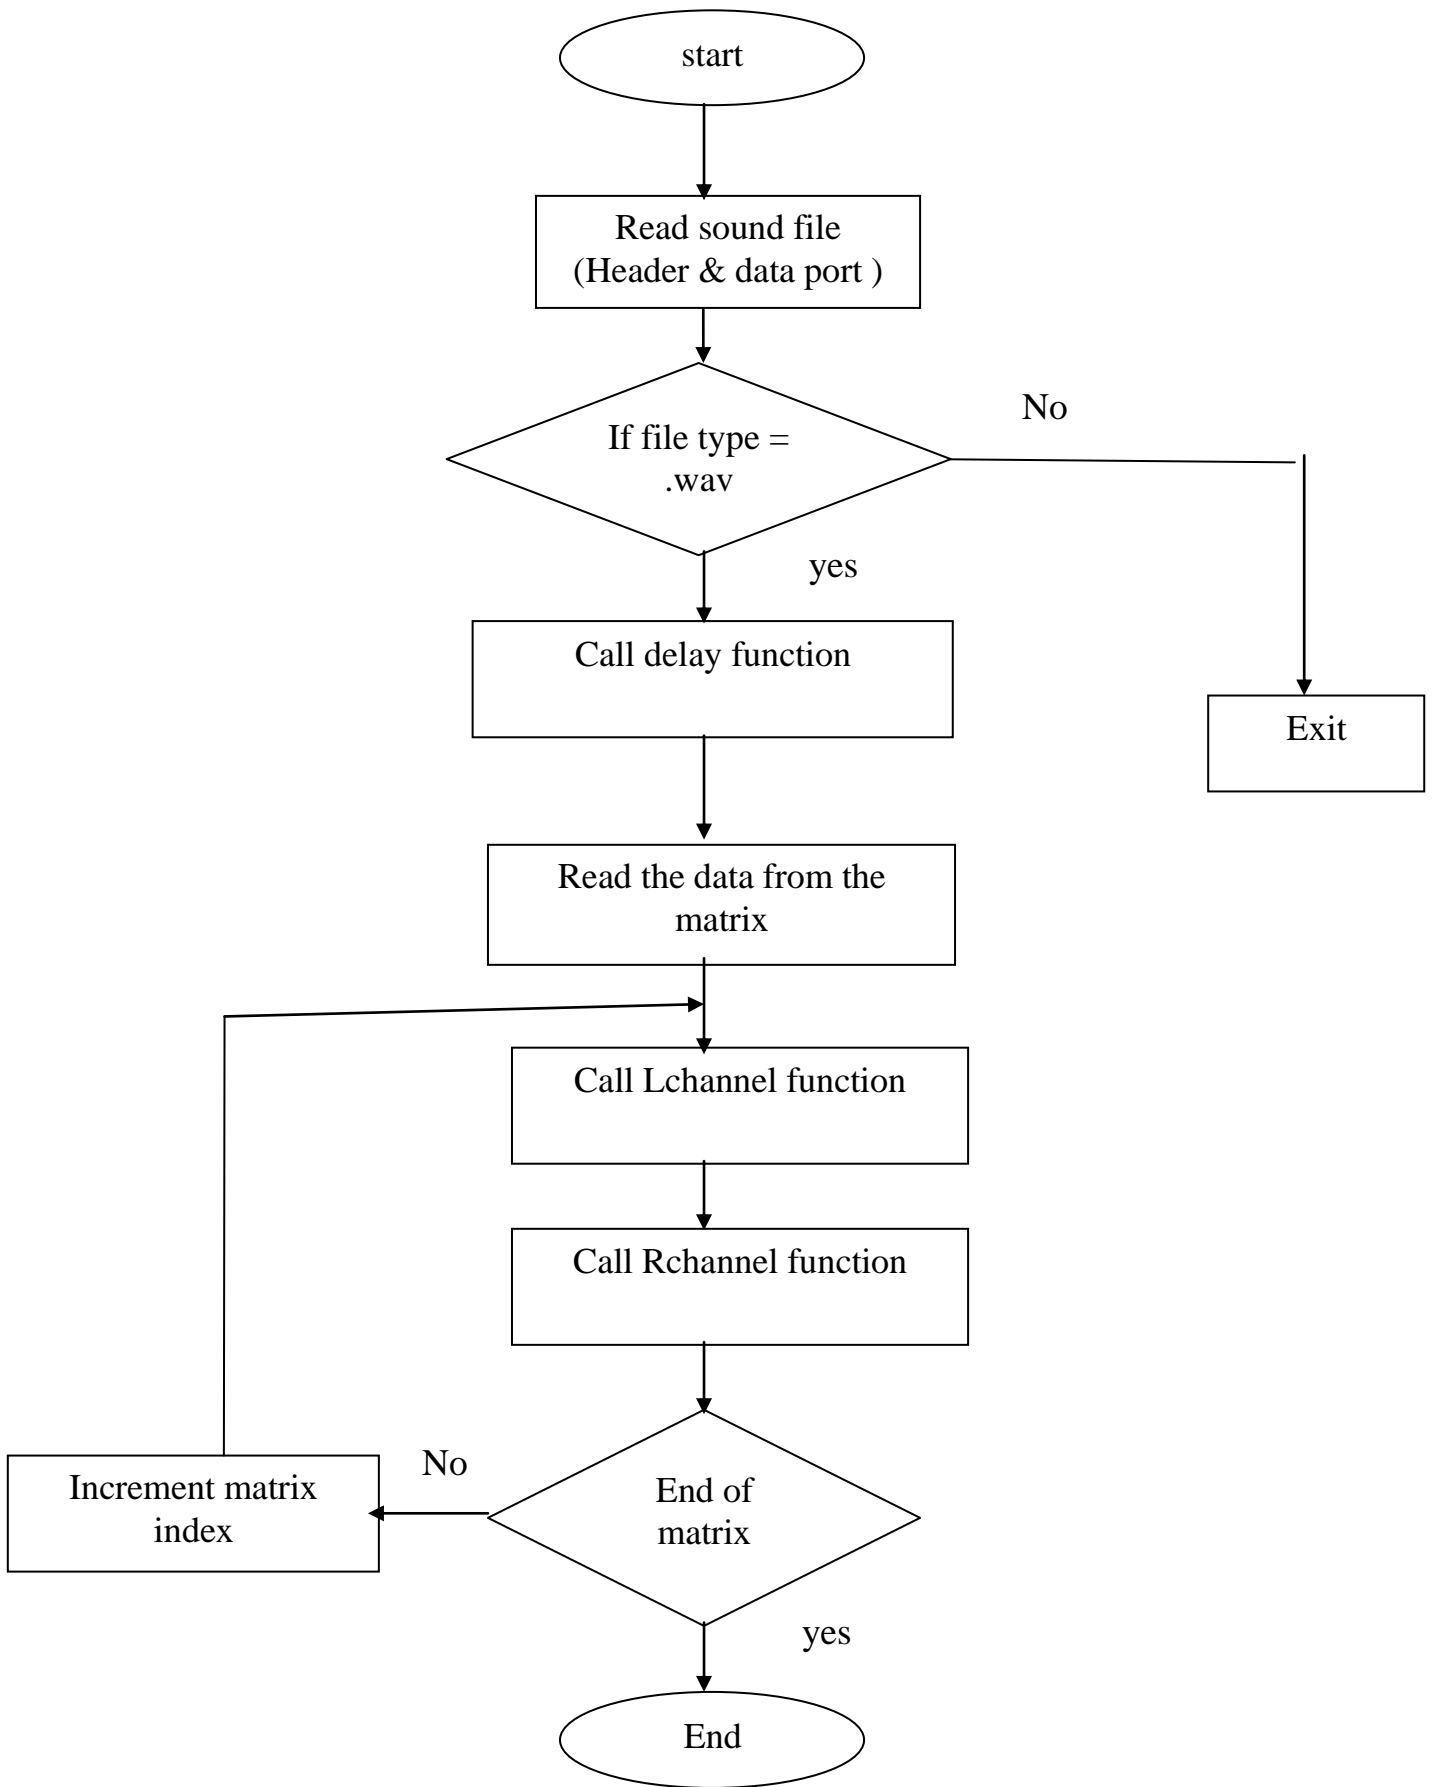 start
Read sound file
(Header & data port )
No
If file type =
.wav
yes
Call delay function
Exit
Read the data from the
matrix
Call Lchannel function
Call Rchannel function
No
Increment matrix
index
End of
matrix
yes
End